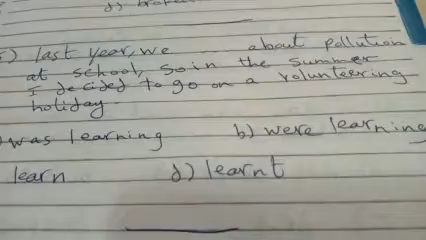 5) last year, we about pollution
at school, so in the summer
I decided to go on a volunteering
holiday
was learning b) were learning
learn d) learnt